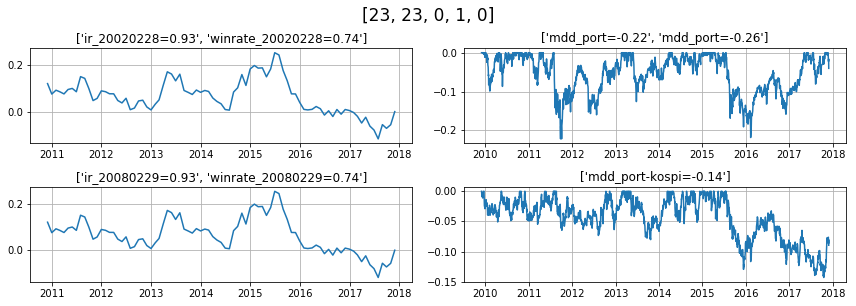 [23, 23, 0, 1, 0]
['ir_20020228=0.93', 'winrate_20020228=0.74']
0.2
0.0
2011 2012 2013 2014 2015 2016 2017 2018
['mdd_port=-0.22', 'mdd_port=-0.26']
0.0
−0.1
−0.2
2010 2011 2012 2013 2014 2015 2016 2017 2018
['ir_20080229=0.93', 'winrate_20080229=0.74']
0.2
0.0
2011 2012 2013 2014 2015 2016 2017 2018
['mdd_port-kospi=-0.14']
0.00
−0.05
−0.10
−0.15
2010 2011 2012 2013 2014 2015 2016 2017 2018